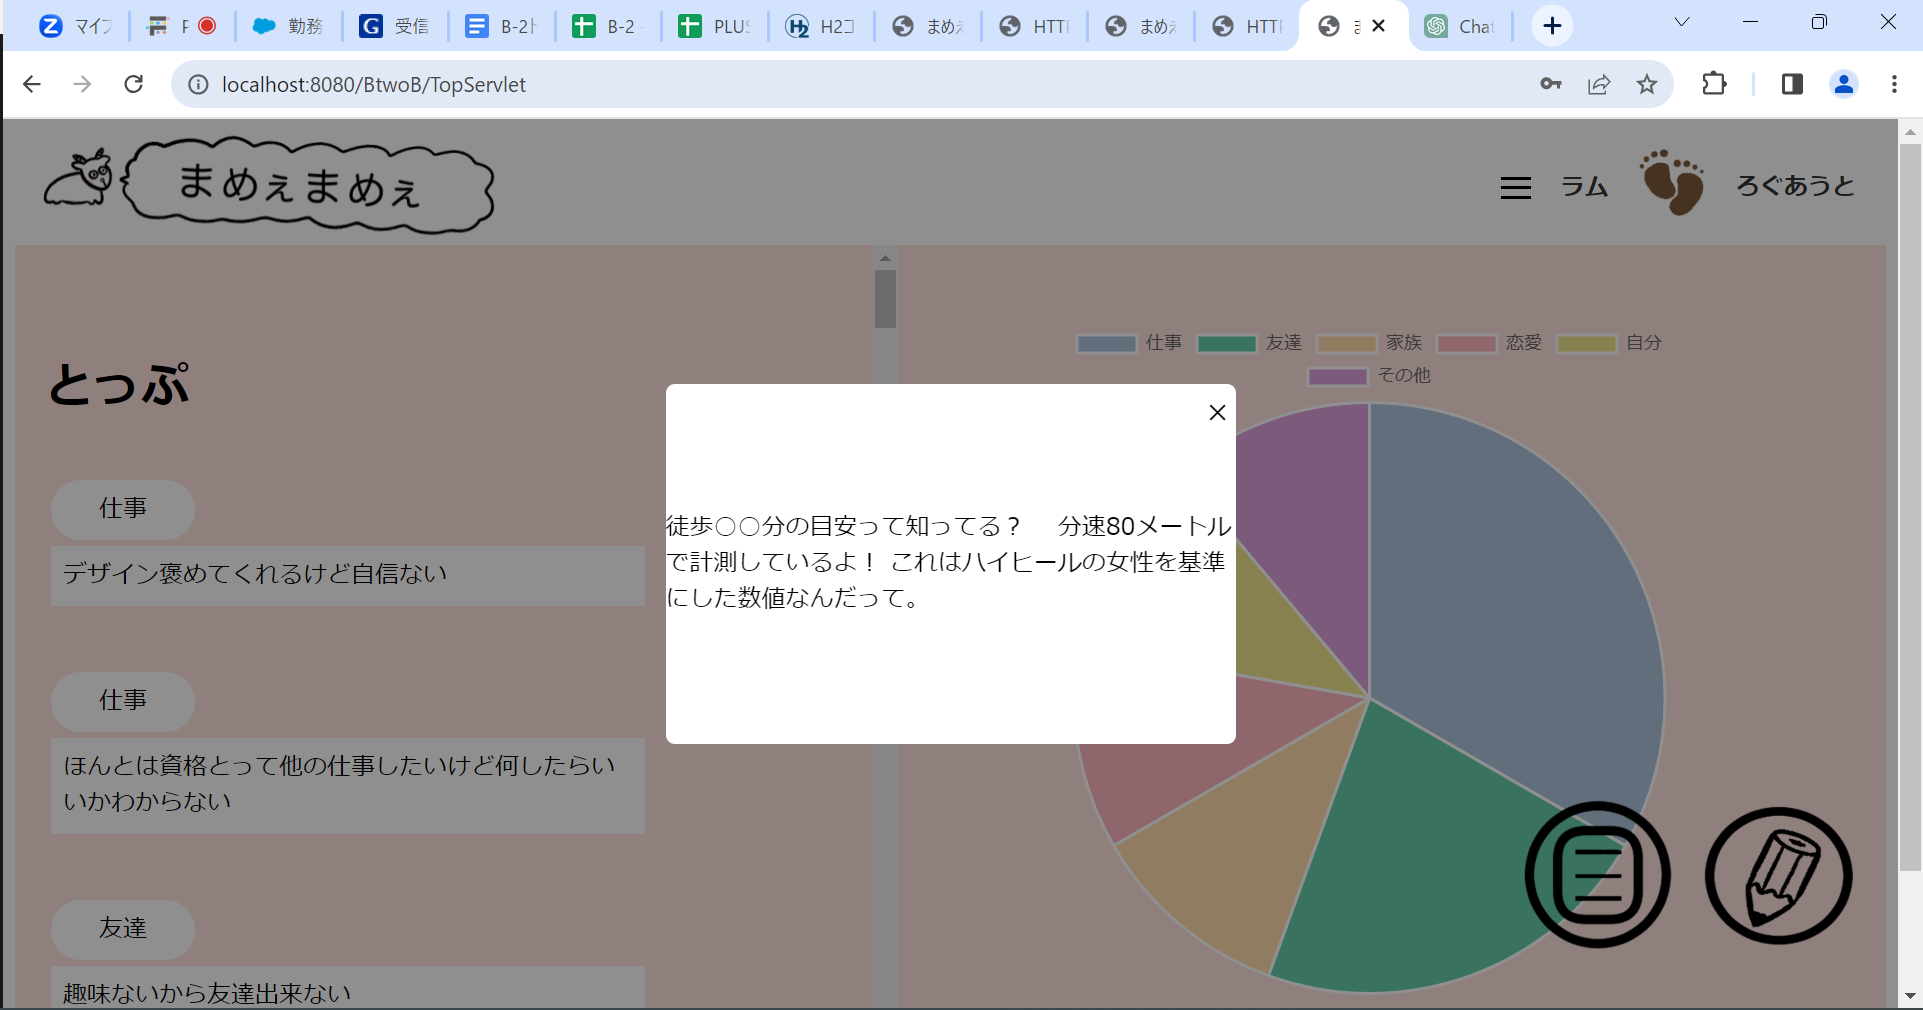 マイ
勤務
受信
B-2
B-2
PLUS
H2コ
まめ
HTT
まめ
HTT
Chat
localhost:8080/BtwoB/TopServlet
まめぇまめぇ
ラム
ろぐあうと
とっぷ
仕事
デザイン褒めてくれるけど自信ない
仕事
ほんとは資格とって他の仕事したいけど何したらい
いかわからない
友達
趣味ないから友達出来ない
仕事 友達 家族 恋愛 自分
その他
徒歩○○分の目安って知ってる？　分速80メートル
で計測しているよ！ これはハイヒールの女性を基準
にした数値なんだって。